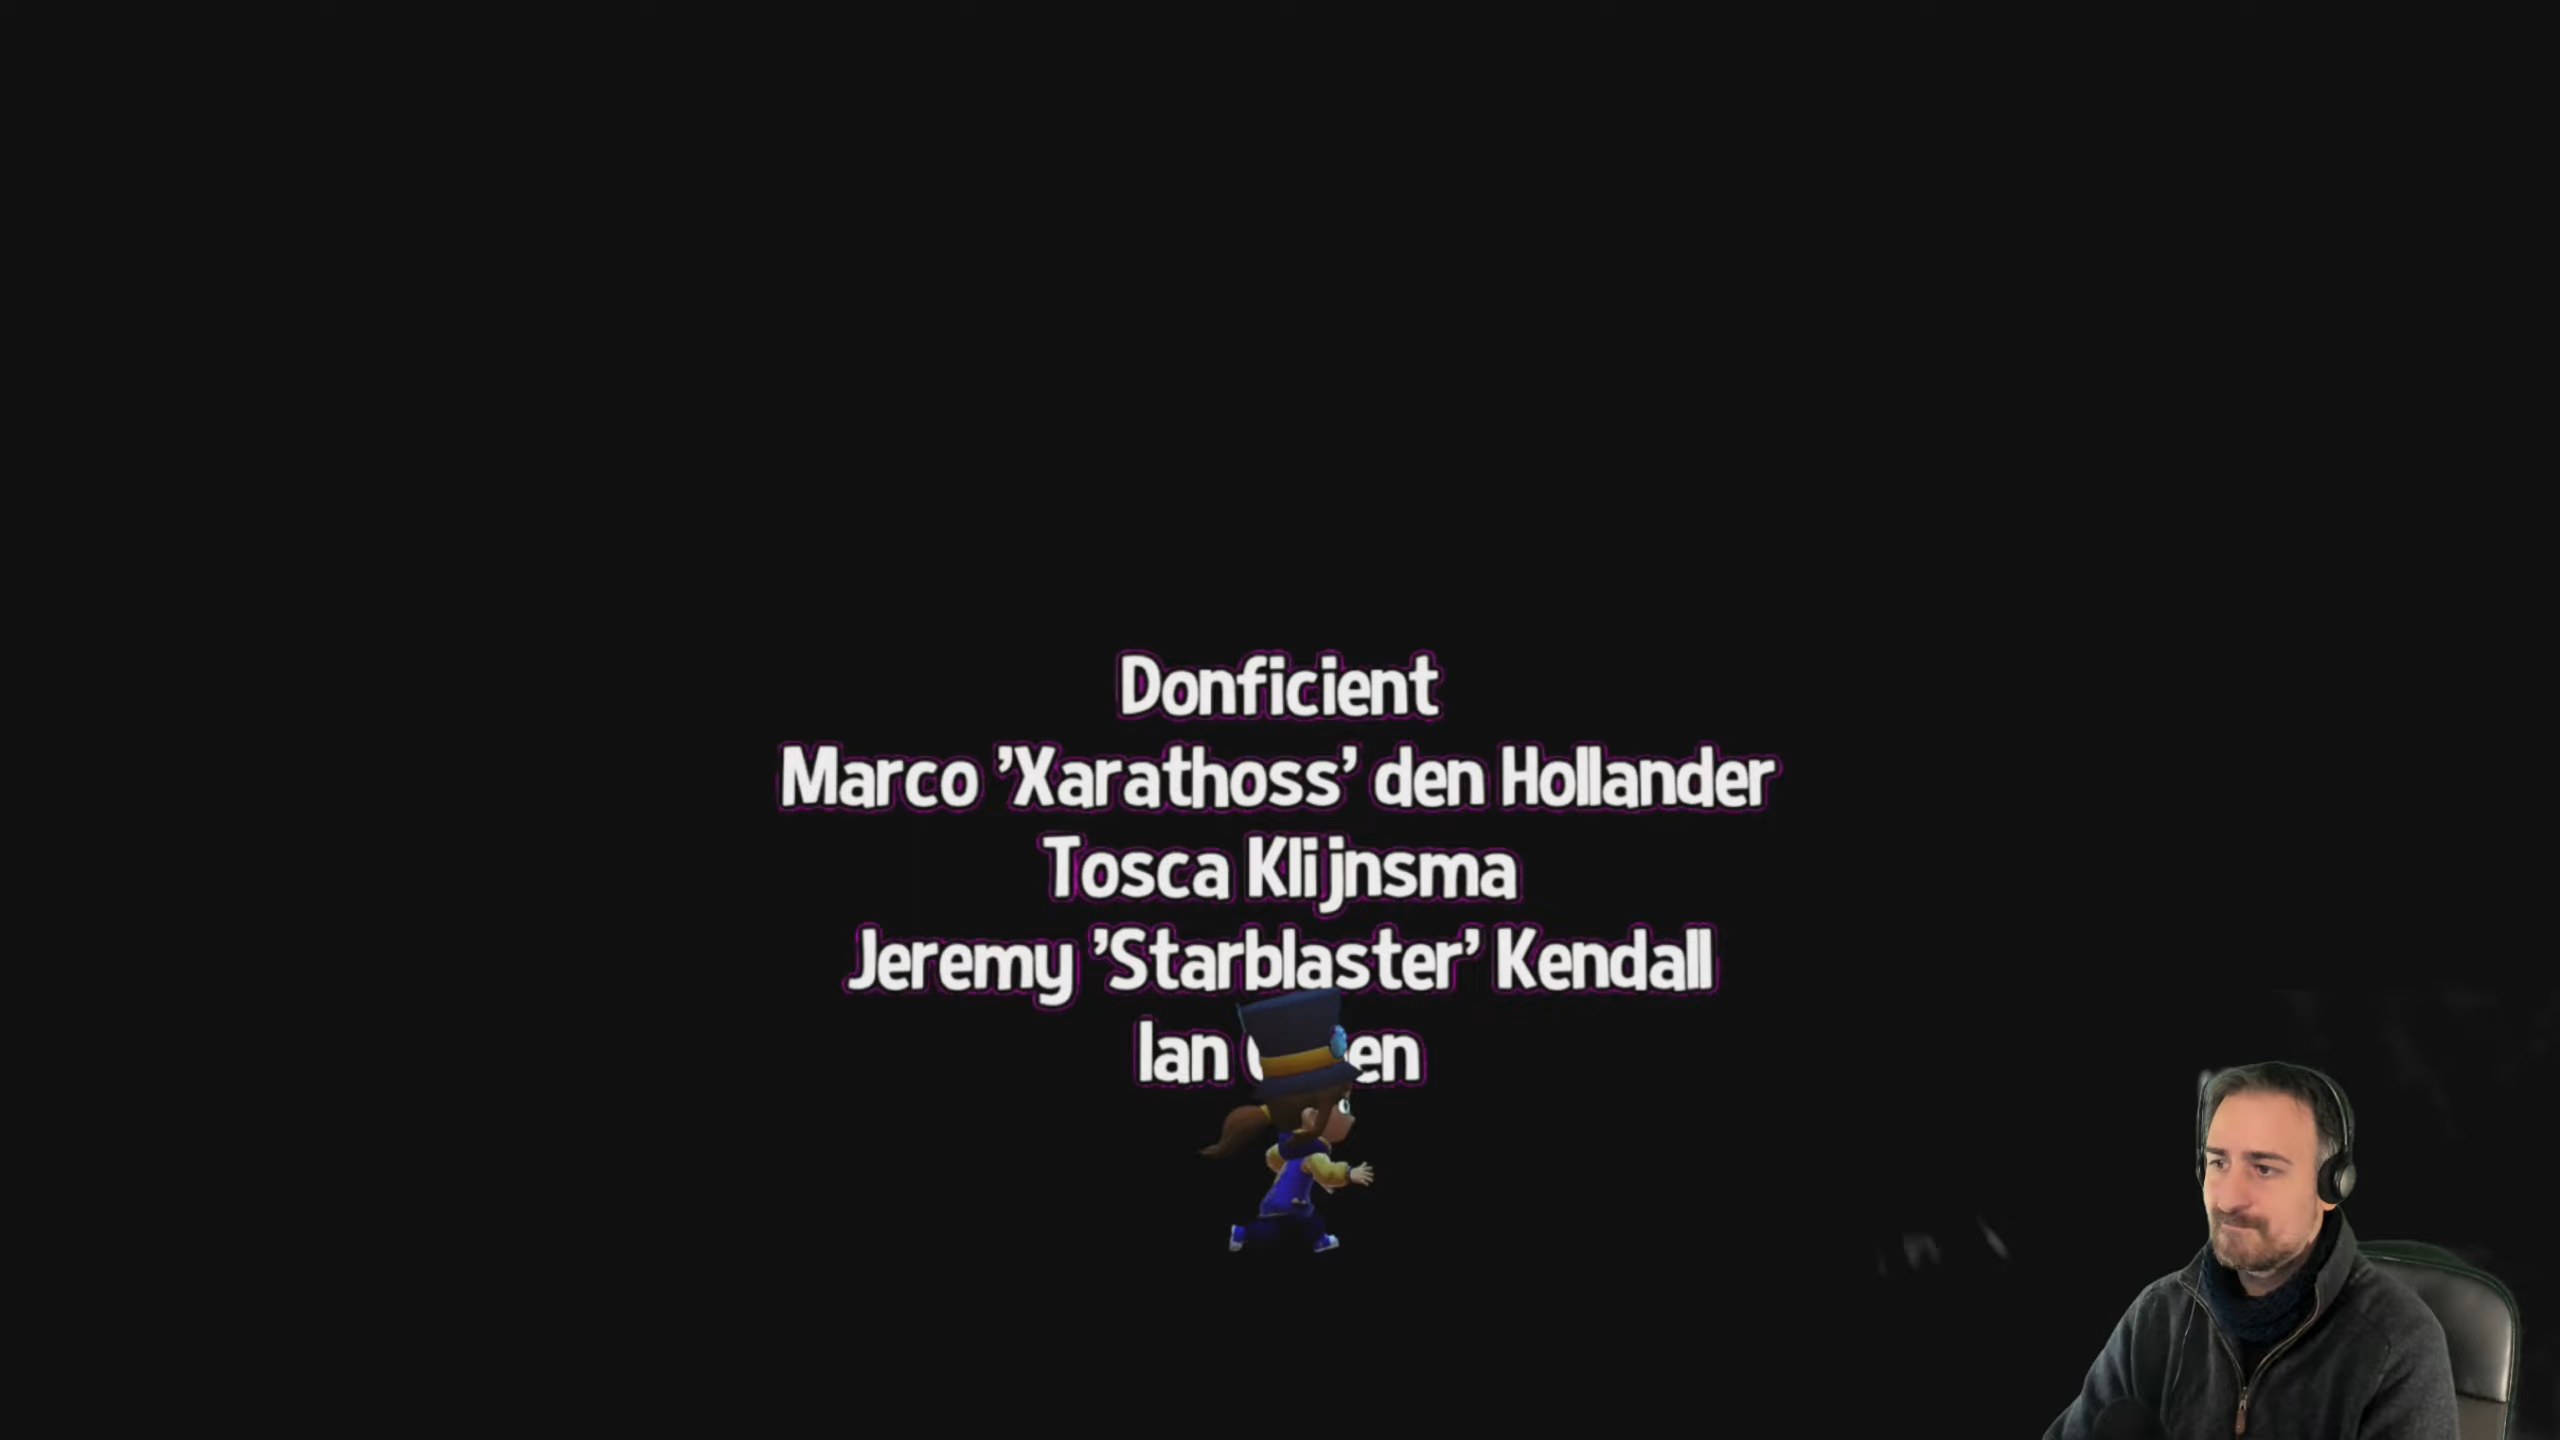 Donficient
Marco 'Xarathoss' den Hollander
Tosca Klijnsma
Jeremy 'Starblaster' Kendall
Ian